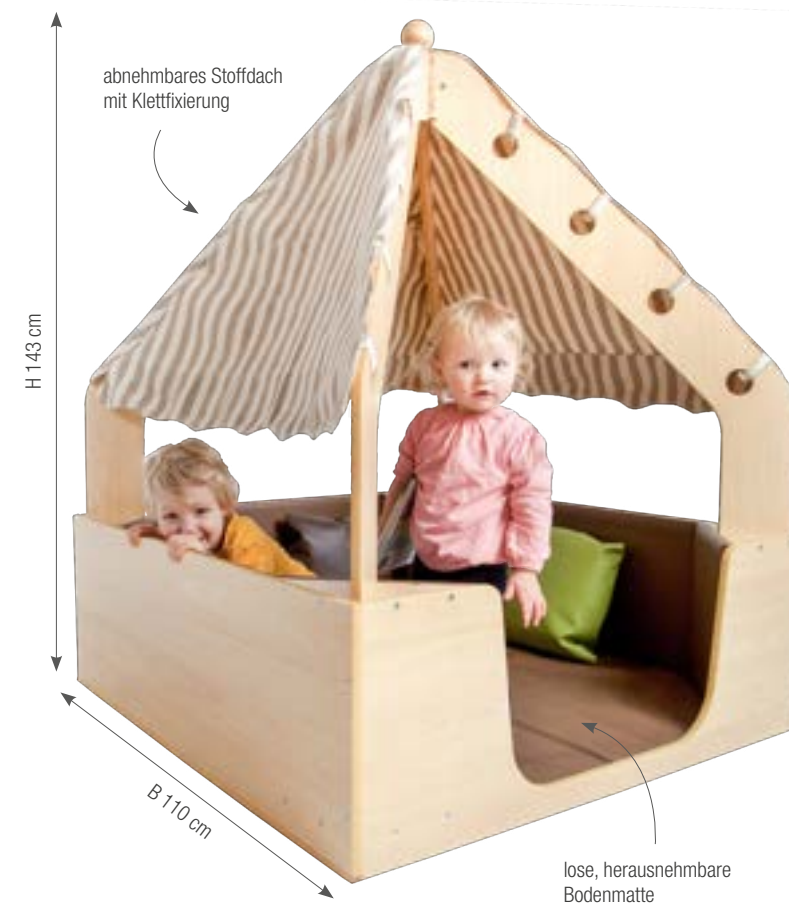 abnehmbares Stoffdach
mit Klettfixierung
H 143 cm
B 110 cm
lose, herausnehmbare
Bodenmatte